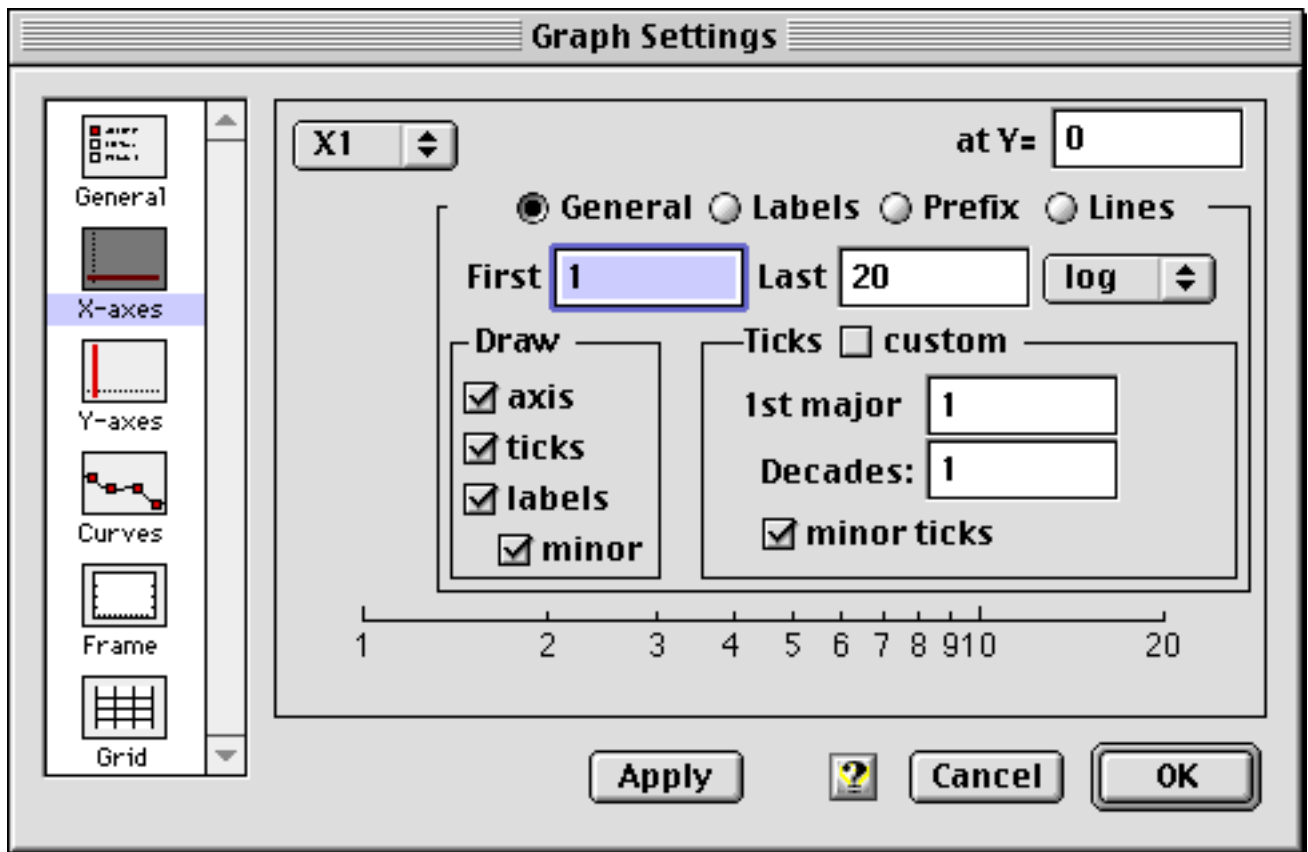 Graph Settings
General
X-axes
Y-axes
Curves
Frame
Grid
X1
at Y= 0
General Labels Prefix Lines
First 1 Last 20 log
Draw
axis
ticks
labels
minor
Ticks custom
1st major 1
Decades: 1
minor ticks
1 2 3 4 5 6 7 8 9 10 20
Apply ? Cancel OK